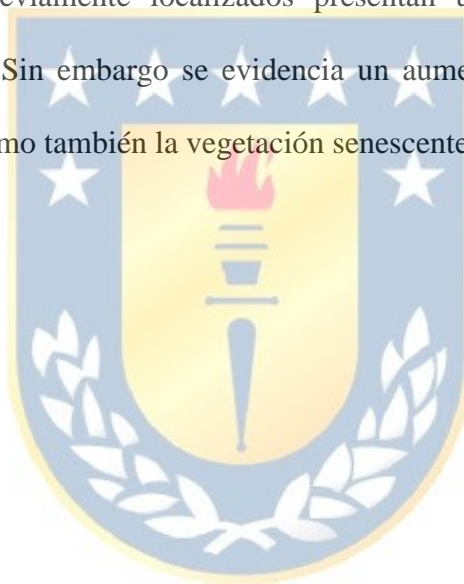 eviamente localizados presentan u
Sin embargo se evidencia un aume
mo también la vegetación senescente